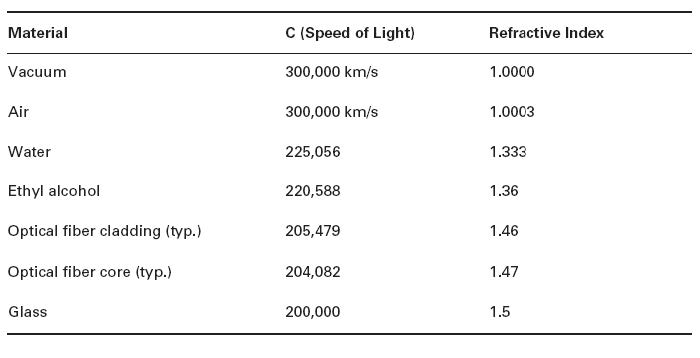 Material C (Speed of Light) Refractive Index
Vacuum 300,000 km/s 1.0000
Air 300,000 km/s 1.0003
Water 225,056 1.333
Ethyl alcohol 220,588 1.36
Optical fiber cladding (typ.) 205,479 1.46
Optical fiber core (typ.) 204,082 1.47
Glass 200,000 1.5